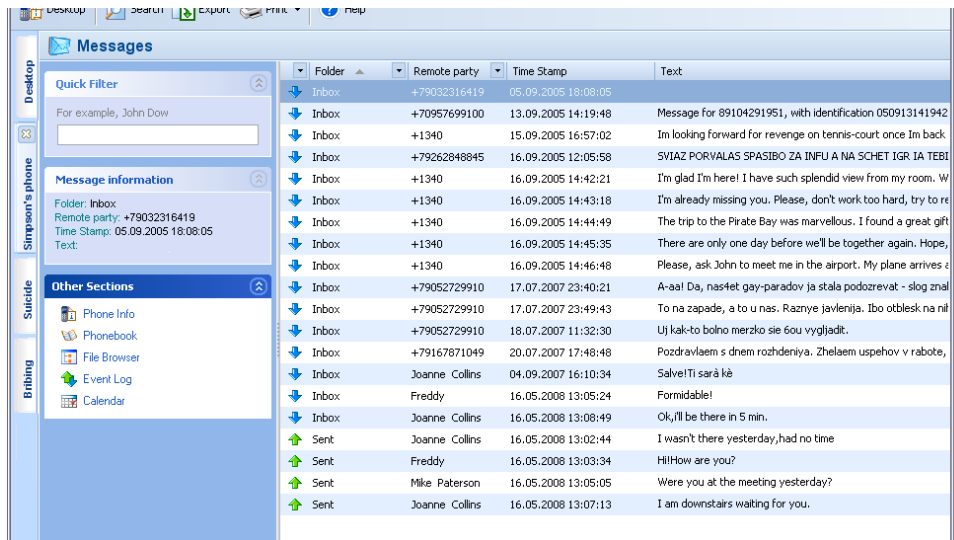 Desktop Search Export Print Help
Messages
Desktop
Simpson's phone
Suicide
Bribing
Quick Filter
For example, John Dow
Message information
Folder: Inbox
Remote party: +79032316419
Time Stamp: 05.09.2005 18:08:05
Text:
Other Sections
Phone Info
Phonebook
File Browser
Event Log
Calendar
Folder Remote party Time Stamp Text
Inbox +79032316419 05.09.2005 18:08:05
Inbox +70957699100 13.09.2005 14:19:48 Message for 89104291951, with identification 050913141942
Inbox +1340 15.09.2005 16:57:02 Im looking forward for revenge on tennis-court once Im back
Inbox +79262848845 16.09.2005 12:05:58 SVIAZ PORVALAS SPASIBO ZA INFU A NA SCHET IGR IA TEBI
Inbox +1340 16.09.2005 14:42:21 I'm glad I'm here! I have such splendid view from my room. W
Inbox +1340 16.09.2005 14:43:18 I'm already missing you. Please, don't work too hard, try to re
Inbox +1340 16.09.2005 14:44:49 The trip to the Pirate Bay was marvellous. I found a great gift
Inbox +1340 16.09.2005 14:45:35 There are only one day before we'll be together again. Hope,
Inbox +1340 16.09.2005 14:46:48 Please, ask John to meet me in the airport. My plane arrives
Inbox +79052729910 17.07.2007 23:40:21 A-aa! Da, nas4et gay-paradov ja stala podozrevat - slog znal
Inbox +79052729910 17.07.2007 23:49:43 To na zapade, a to u nas. Raznye javlenija. Ibo otblesk na
Inbox +79052729910 18.07.2007 11:32:30 Uj kak-to bolno merzko sie 6ou vygljadit.
Inbox +79167871049 20.07.2007 17:48:48 Pozdravlaem s dnem rozhdeniya. Zhelaem uspehov v rabote,
Inbox Joanne Collins 04.09.2007 16:10:34 Salve!Ti sarà kè
Inbox Freddy 16.05.2008 13:05:24 Formidable!
Inbox Joanne Collins 16.05.2008 13:08:49 Ok,i'll be there in 5 min.
Sent Joanne Collins 16.05.2008 13:02:44 I wasn't there yesterday,had no time
Sent Freddy 16.05.2008 13:03:34 Hi!How are you?
Sent Mike Paterson 16.05.2008 13:05:05 Were you at the meeting yesterday?
Sent Joanne Collins 16.05.2008 13:07:13 I am downstairs waiting for you.